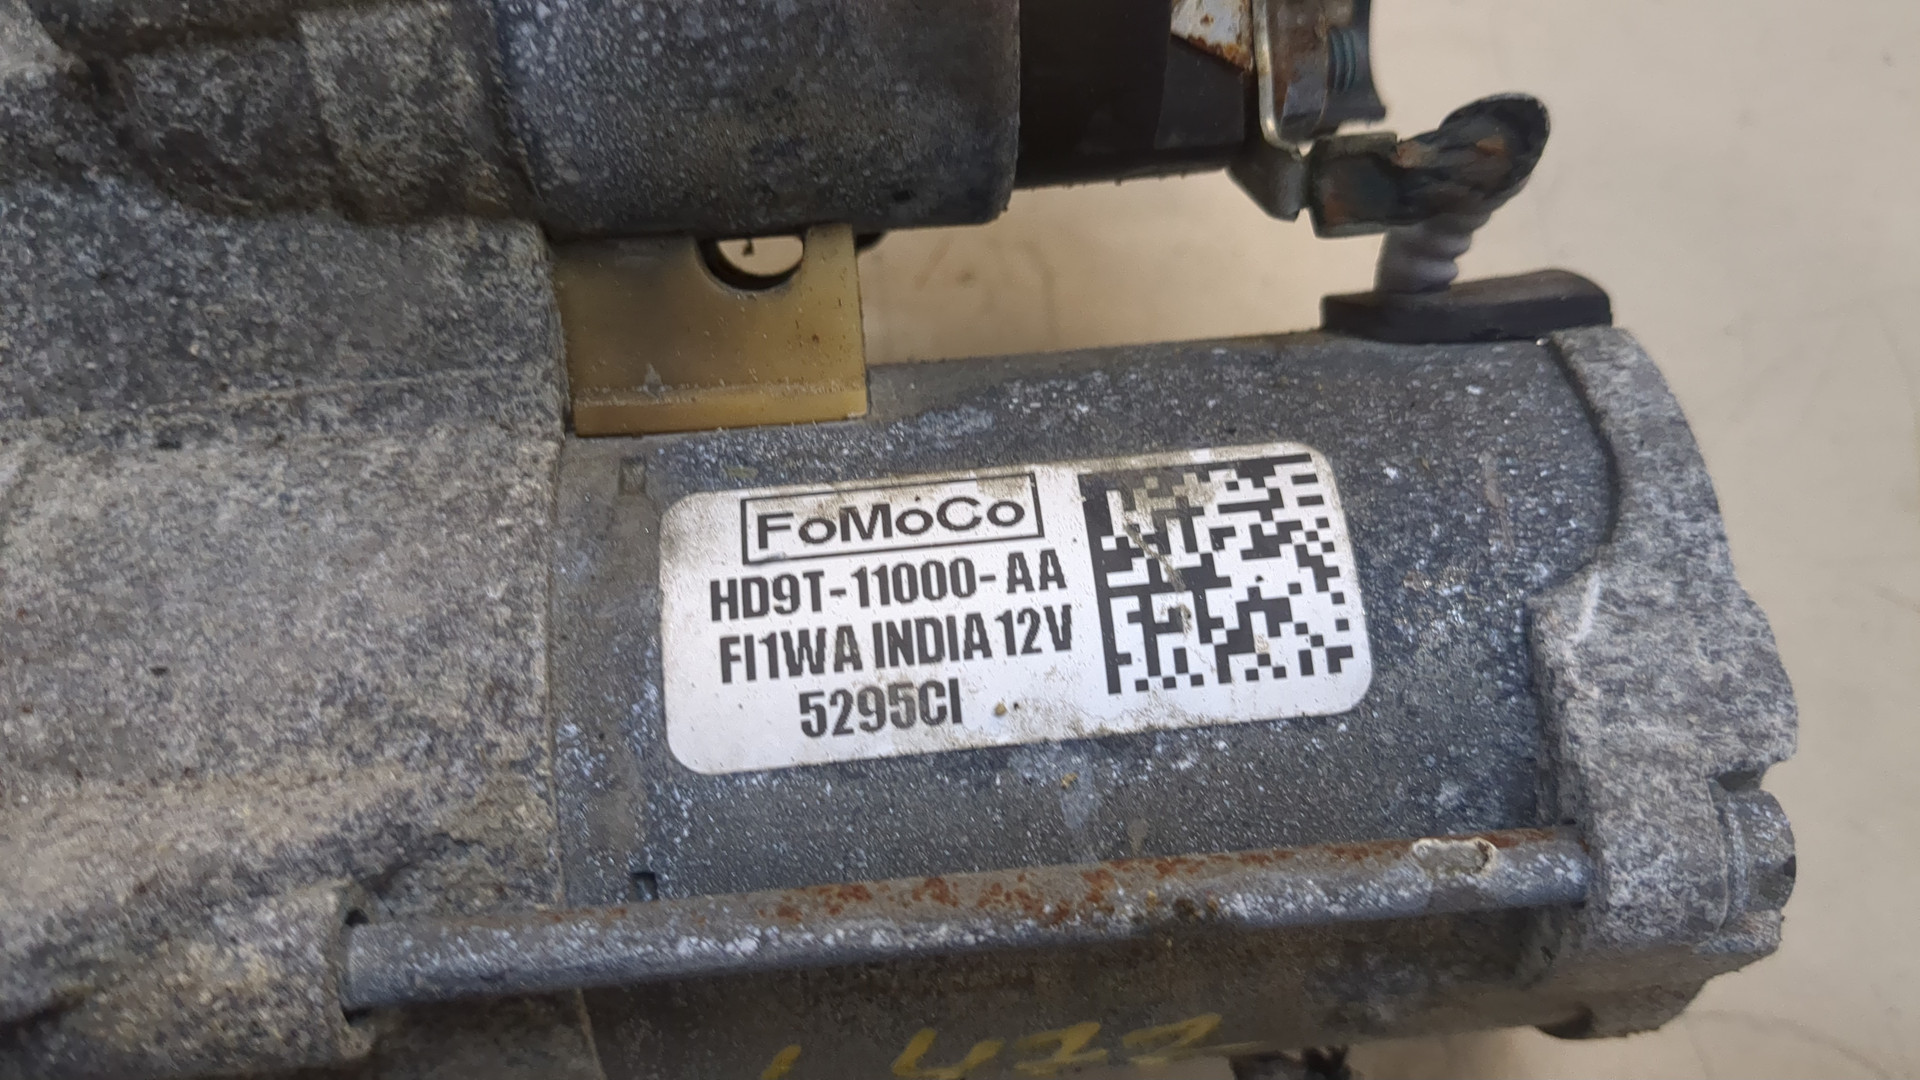 FoMoCo
HD9T-11000-AA
FI1WA INDIA 12V
5295CI